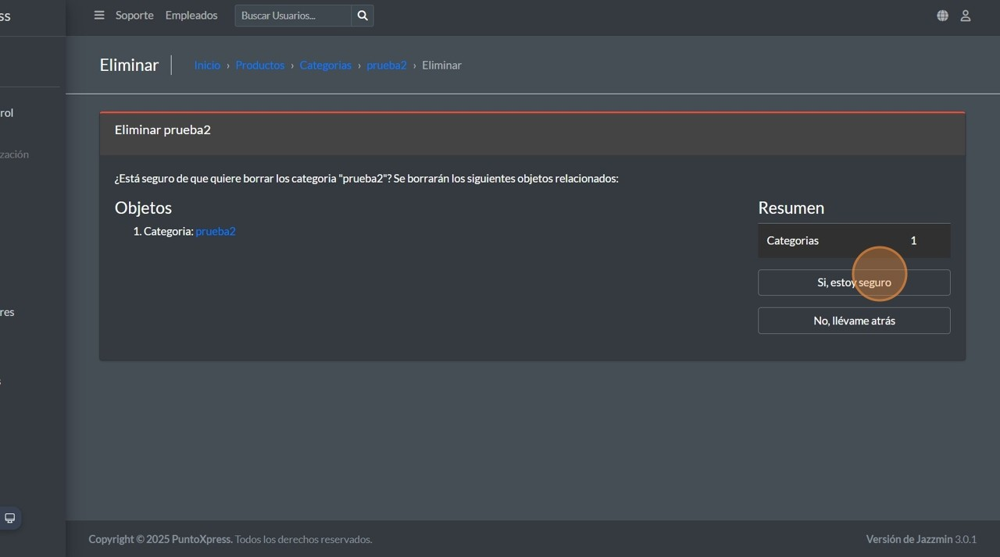 ss
Soporte Empleados Buscar Usuarios...
Eliminar Inicio › Productos › Categorias › prueba2 › Eliminar
rol
Eliminar prueba2
zación
¿Está seguro de que quiere borrar los categoria "prueba2"? Se borrarán los siguientes objetos relacionados:
Objetos
1. Categoria: prueba2
Resumen
Categorias 1
Si, estoy seguro
No, llévame atrás
res
s
Copyright © 2025 PuntoXpress. Todos los derechos reservados.
Versión de Jazzmin 3.0.1